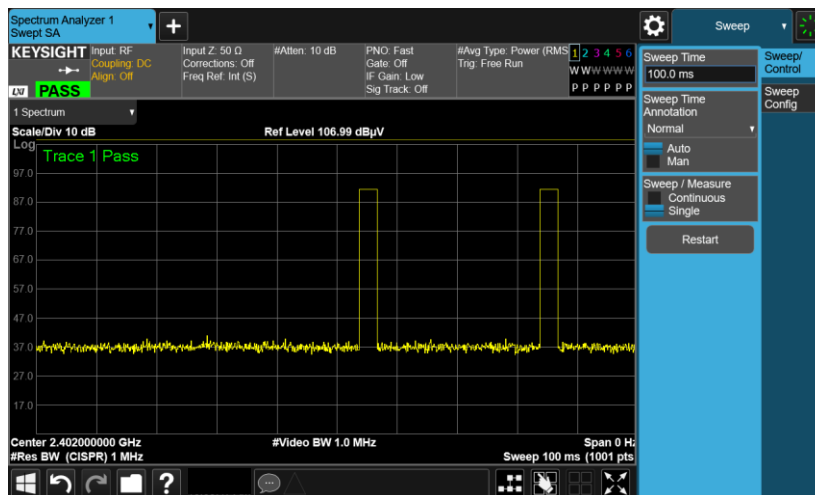 Spectrum Analyzer 1
Swept SA
+
Sweep
KEYSIGHT
Input: RF
Coupling: DC
Align: Off
Input Z: 50 Ω
Corrections: Off
Freq Ref: Int (S)
#Atten: 10 dB
PNO: Fast
Gate: Off
IF Gain: Low
Sig Track: Off
#Avg Type: Power (RMS
Trig: Free Run
1 2 3 4 5 6
W W W W W W
P P P P P P
LXI
PASS
1 Spectrum
Scale/Div 10 dB
Ref Level 106.99 dBµV
Log
Trace 1 Pass
97.0
87.0
77.0
67.0
57.0
47.0
37.0
27.0
17.0
Center 2.402000000 GHz
#Video BW 1.0 MHz
Span 0 Hz
#Res BW (CISPR) 1 MHz
Sweep 100 ms (1001 pts
?
Sweep Time
100.0 ms
Sweep Time
Annotation
Normal
Auto
Man
Sweep / Measure
Continuous
Single
Restart
Sweep/
Control
Sweep
Config